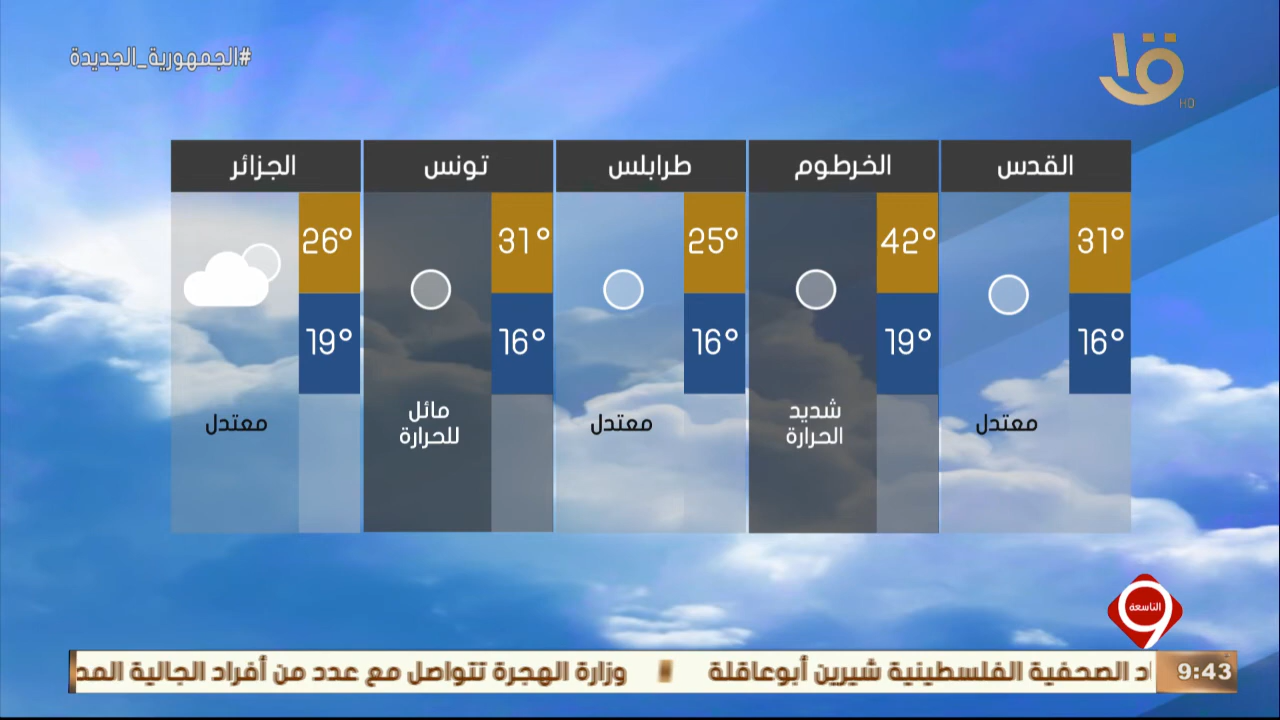 #الجمهورية_الجديدة
HD
القدس
31°
16°
معتدل
الخرطوم
42°
19°
شديد
الحرارة
طرابلس
25°
16°
معتدل
تونس
31°
16°
مائل
للحرارة
الجزائر
26°
19°
معتدل
التاسعة
9
9:43
الصحفية الفلسطينية شيرين أبوعاقلة
وزارة الهجرة تتواصل مع عدد من أفراد الجالية